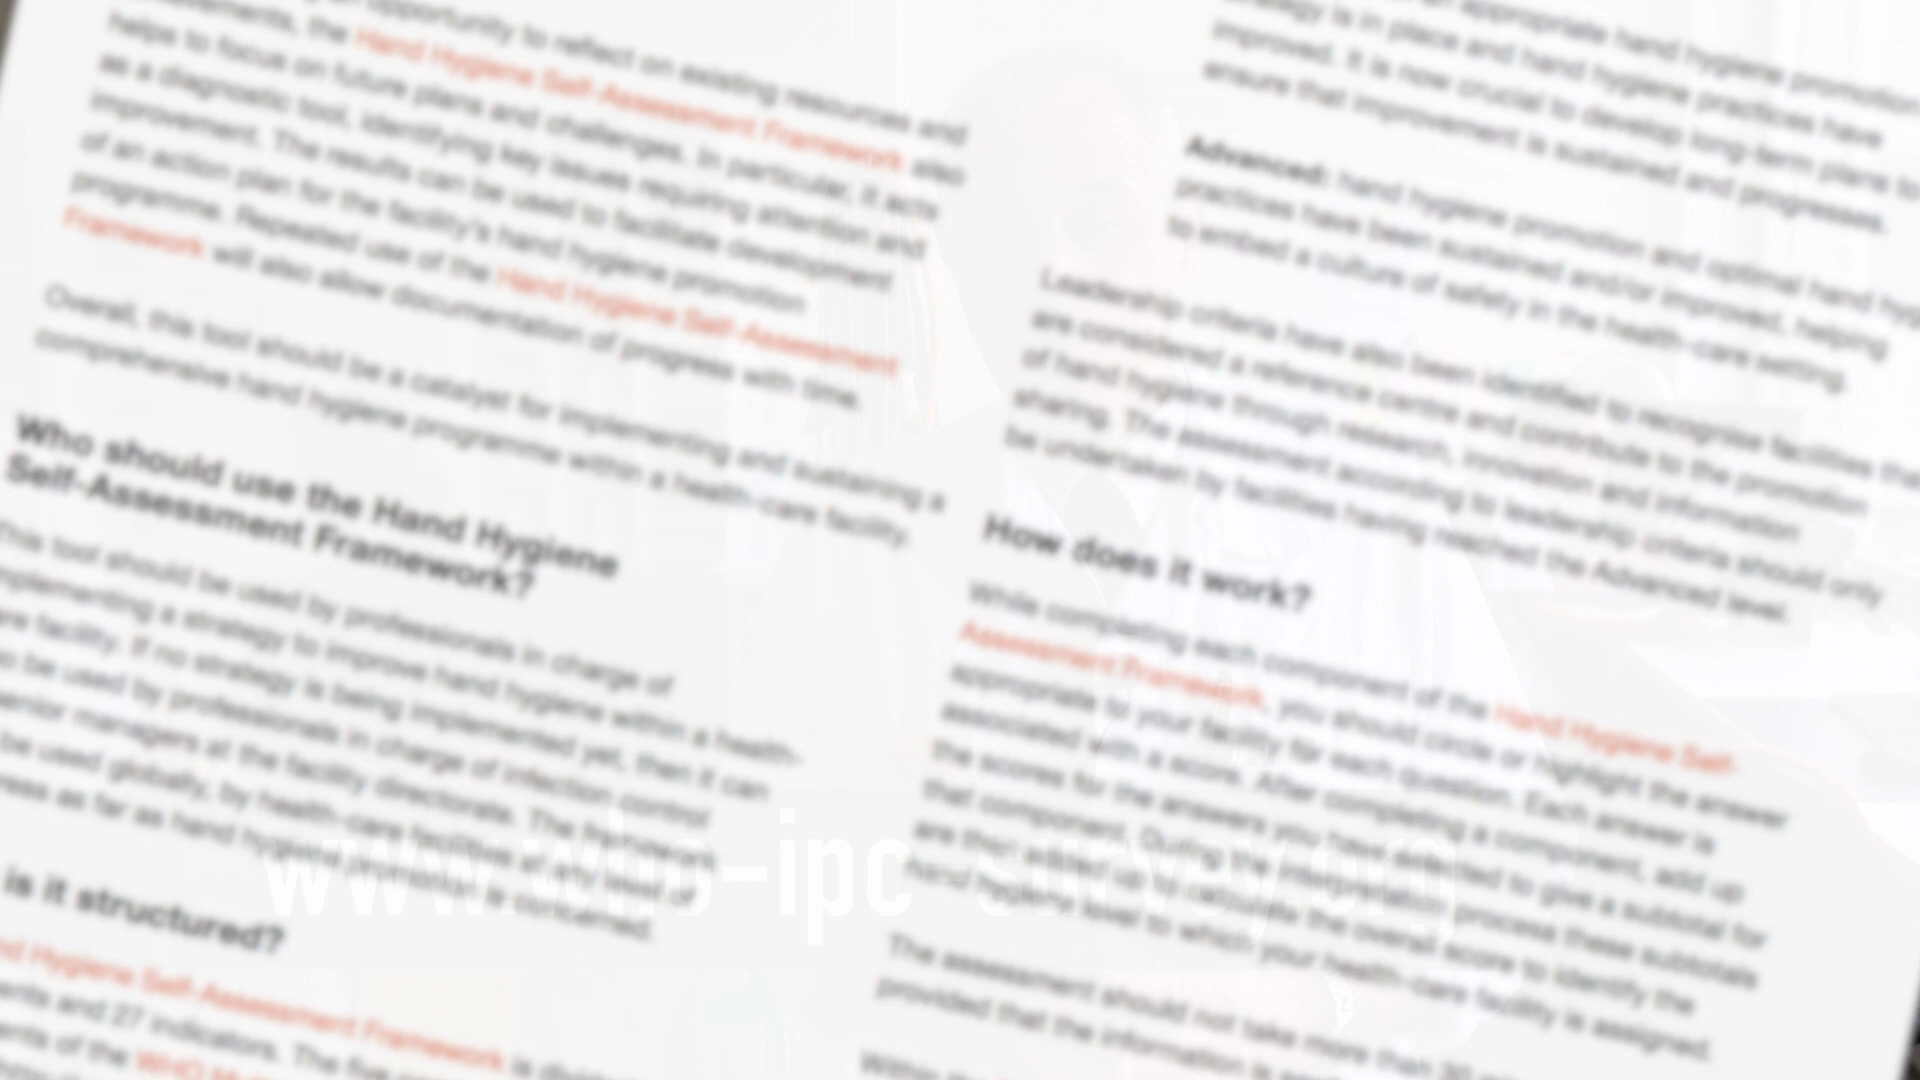 an opportunity to reflect on existing resources and
the Hand Hygiene Self-Assessment Framework also
helps to focus on future plans and challenges. In particular, it acts
as a diagnostic tool, identifying key issues requiring attention and
improvement. The results can be used to facilitate development
of an action plan for the facility's hand hygiene promotion
programme. Repeated use of the Hand Hygiene Self-Assessment
Framework will also allow documentation of progress with time.
Overall, this tool should be a catalyst for implementing and sustaining a
comprehensive hand hygiene programme within a health-care facility.
Who should use the Hand Hygiene
Self-Assessment Framework?
This tool should be used by professionals in charge of
implementing a strategy to improve hand hygiene within a health-
facility. If no strategy is being implemented yet, then it can
be used by professionals in charge of infection control
senior managers at the facility directorate. The framework
be used globally, by health-care facilities at any level of
as far as hand hygiene promotion is concerned.
is it structured?
Hygiene Self-Assessment Framework is
and 27 indicators. The five
of the WHO
appropriate hand hygiene promotion
is in place and hand hygiene practices have
improved. It is now crucial to develop long-term plans to
ensure that improvement is sustained and progresses.
Advanced: hand hygiene promotion and optimal hand
practices have been sustained and/or improved, helping
to embed a culture of safety in the health-care setting.
Leadership criteria have also been identified to recognise facilities that
are considered a reference centre and contribute to the promotion
of hand hygiene through research, innovation and information
sharing. The assessment according to leadership criteria should only
be undertaken by facilities having reached the Advanced level.
How does it work?
While completing each component of the Hand Hygiene Self-
Assessment Framework, you should circle or highlight the answer
appropriate to your facility for each question. Each answer is
associated with a score. After completing a component, add up
the scores for the answers you have selected to give a subtotal for
that component. During the interpretation process these subtotals
are then added up to calculate the overall score to identify the
hand hygiene level to which your health-care facility is assigned.
The assessment should not take more than 30
provided that the information is
Within
www.who-ipc-survey.org